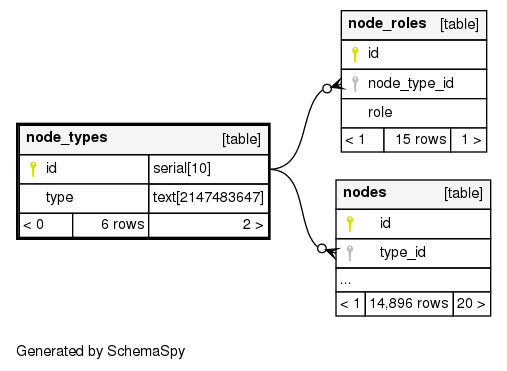 node_roles [table]
id
node_type_id
role
< 1 15 rows 1 >
node_types [table]
id serial[10]
type text[2147483647]
< 0 6 rows 2 >
nodes [table]
id
type_id
...
< 1 14,896 rows 20 >
Generated by SchemaSpy